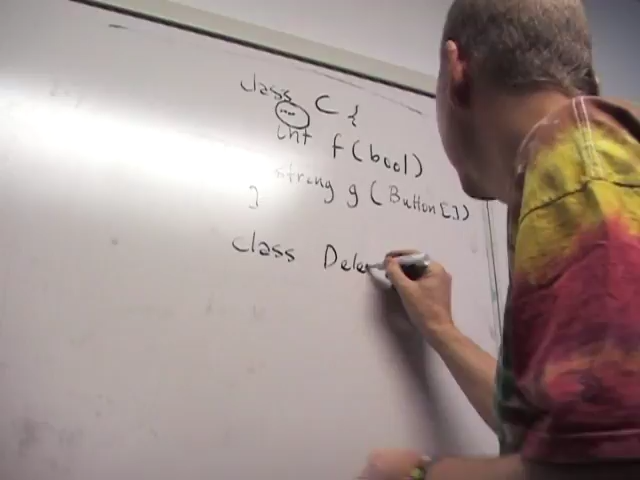 class C {
....
int f(bool)
string g (Button[])
}
class Dele